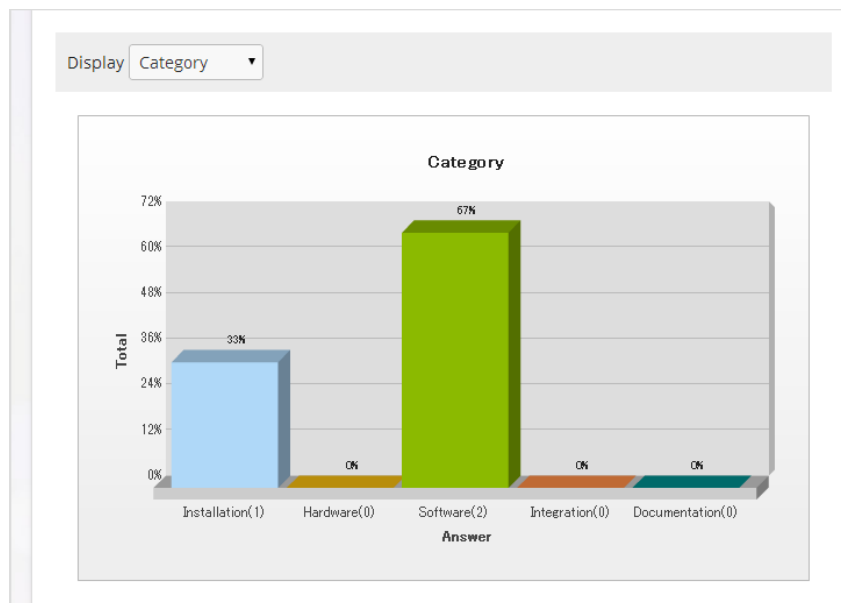 Display Category
Category
72%
67%
60%
48%
36%
33%
24%
12%
0%
0%
0%
0%
Total
Installation(1) Hardware(0) Software(2) Integration(0) Documentation(0)
Answer